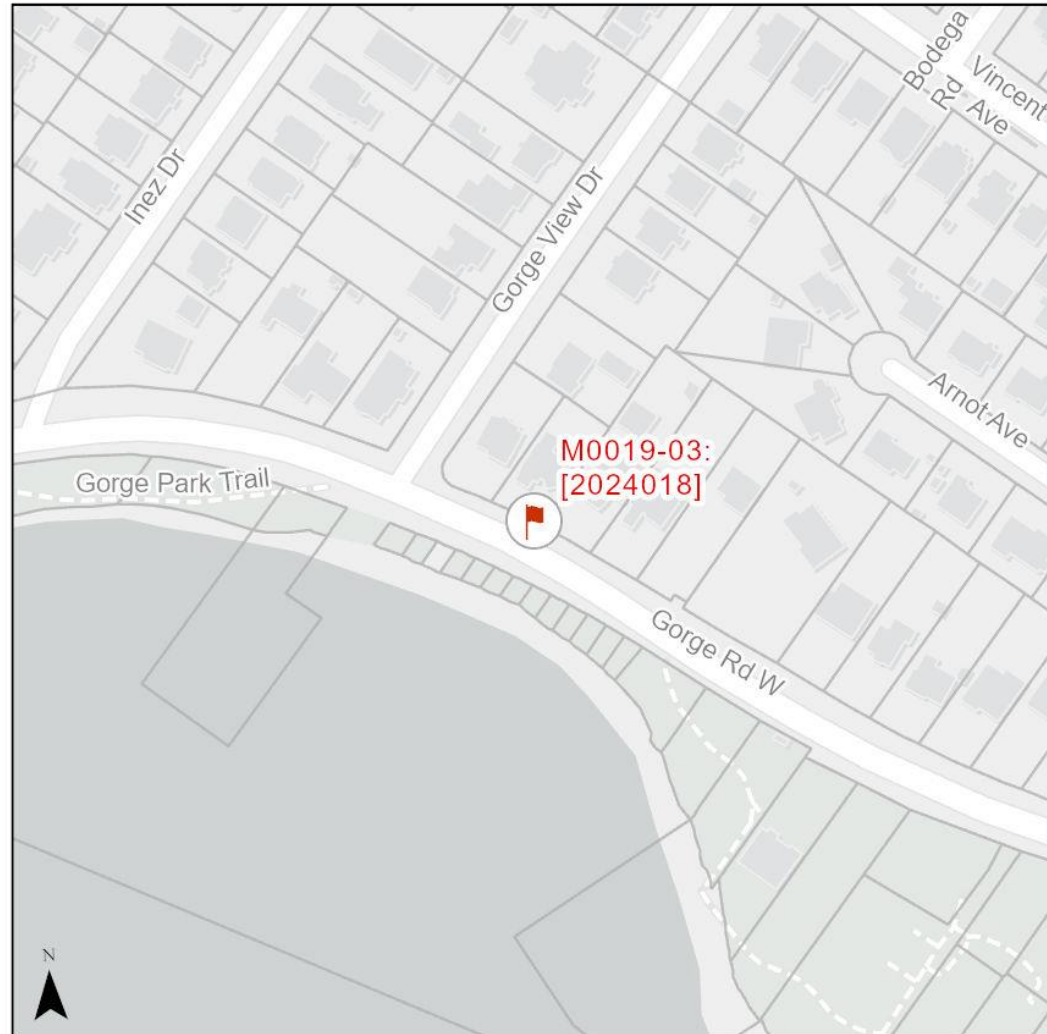 Bodega
Rd
Vincent
Ave
Inez Dr
Gorge View Dr
Arnot Ave
M0019-03:
[2024018]
Gorge Park Trail
Gorge Rd W
N